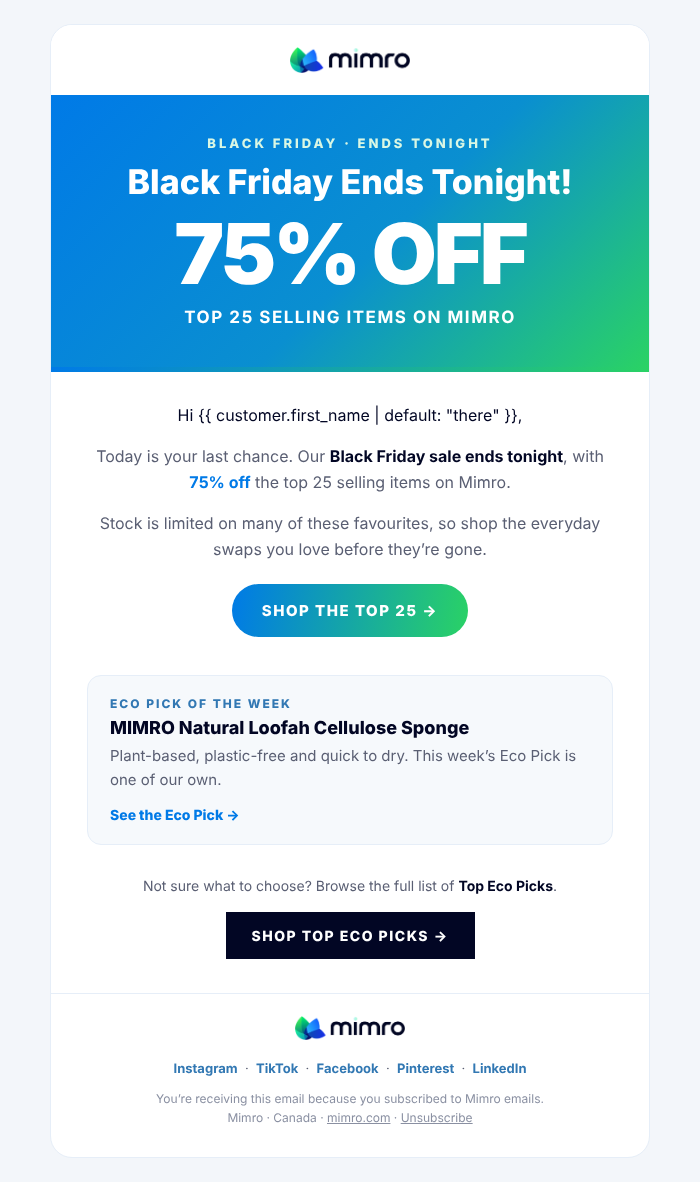 mimro
BLACK FRIDAY · ENDS TONIGHT
Black Friday Ends Tonight!
75% OFF
TOP 25 SELLING ITEMS ON MIMRO
Hi {{ customer.first_name | default: "there" }},
Today is your last chance. Our Black Friday sale ends tonight, with
75% off the top 25 selling items on Mimro.
Stock is limited on many of these favourites, so shop the everyday
swaps you love before they’re gone.
SHOP THE TOP 25 →
ECO PICK OF THE WEEK
MIMRO Natural Loofah Cellulose Sponge
Plant-based, plastic-free and quick to dry. This week’s Eco Pick is
one of our own.
See the Eco Pick →
Not sure what to choose? Browse the full list of Top Eco Picks.
SHOP TOP ECO PICKS →
mimro
Instagram · TikTok · Facebook · Pinterest · LinkedIn
You’re receiving this email because you subscribed to Mimro emails.
Mimro · Canada · mimro.com · Unsubscribe